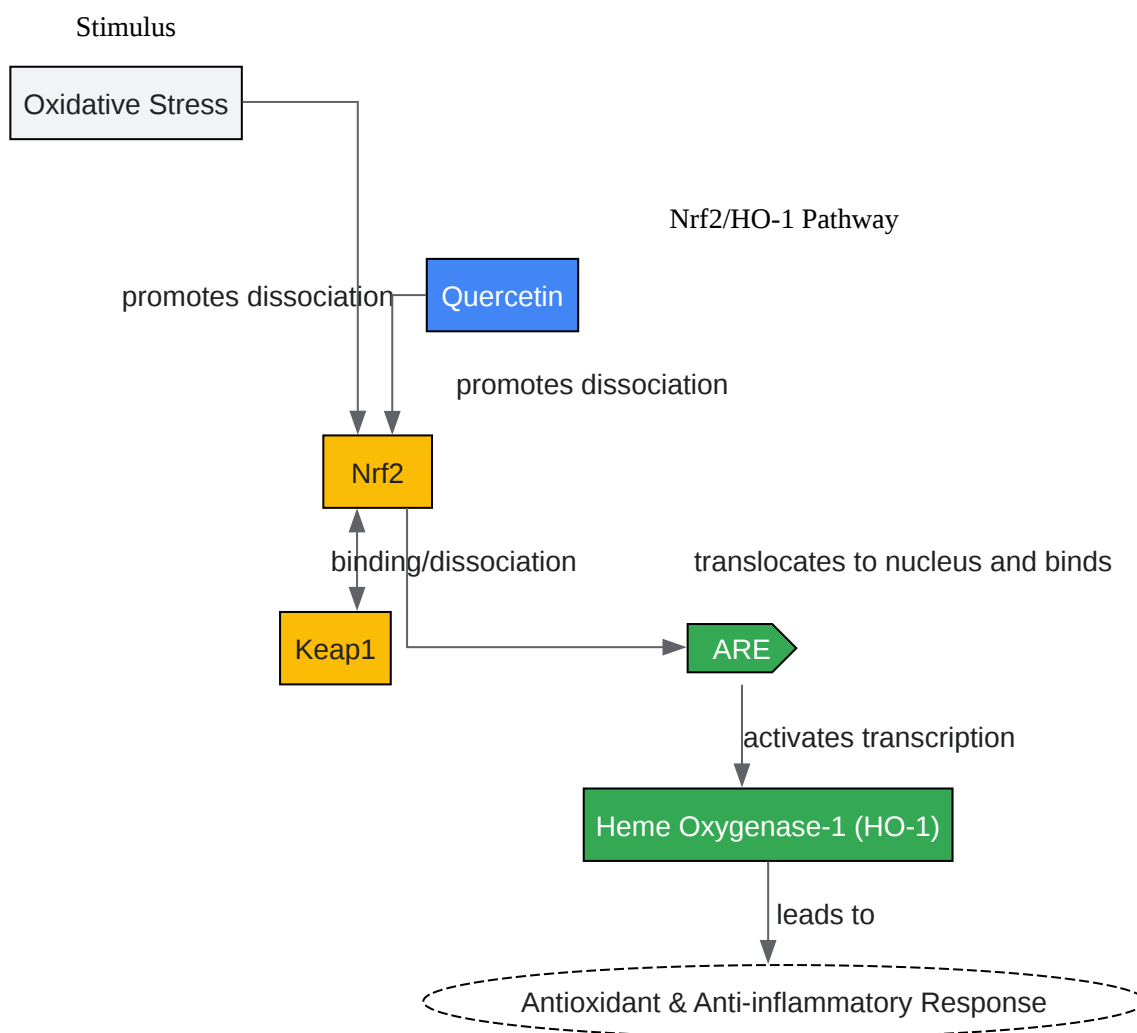 Stimulus
Oxidative Stress
Nrf2/HO-1 Pathway
promotes dissociation
Quercetin
promotes dissociation
Nrf2
binding/dissociation
translocates to nucleus and binds
Keap1
ARE
activates transcription
Heme Oxygenase-1 (HO-1)
leads to
Antioxidant & Anti-inflammatory Response